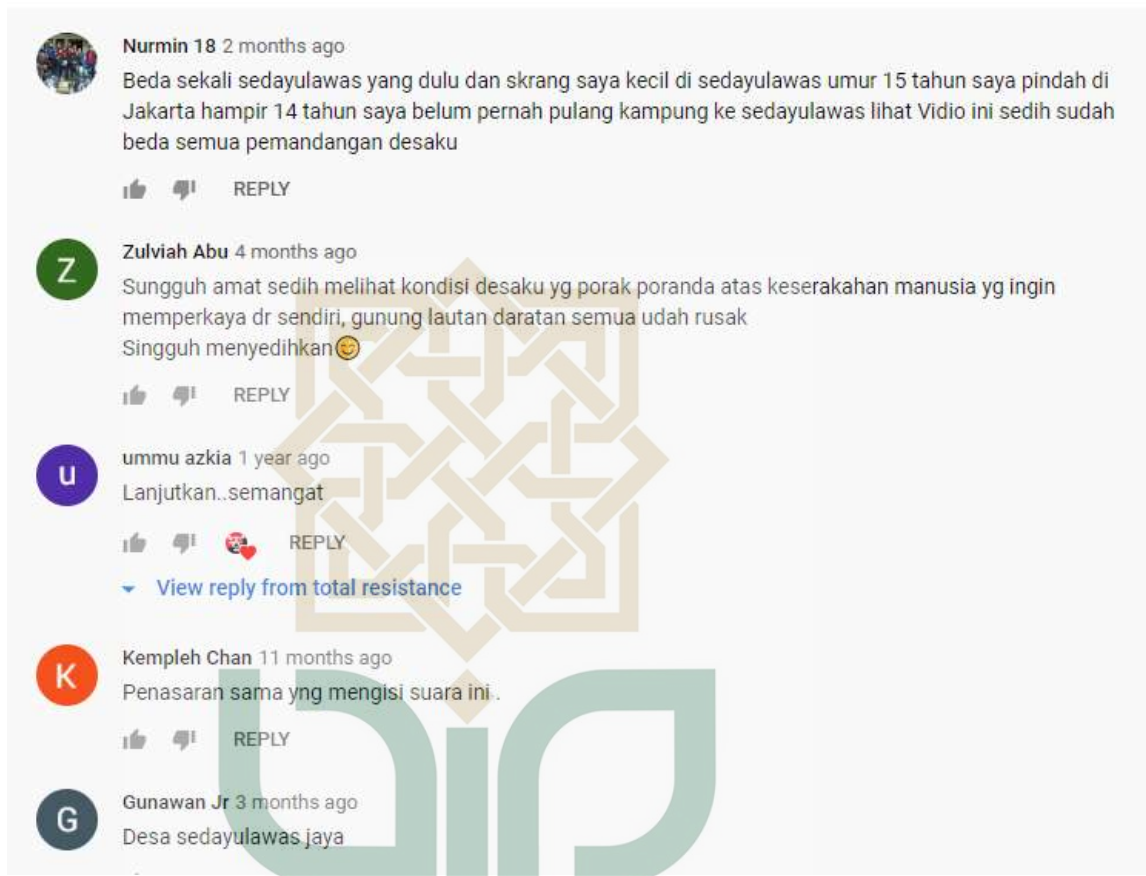 Nurmin 18 2 months ago
Beda sekali sedayulawas yang dulu dan skrang saya kecil di sedayulawas umur 15 tahun saya pindah di
Jakarta hampir 14 tahun saya belum pernah pulang kampung ke sedayulawas lihat Vidio ini sedih sudah
beda semua pemandangan desaku
REPLY
Z
Zulviah Abu 4 months ago
Sungguh amat sedih melihat kondisi desaku yg porak poranda atas keserakahan manusia yg ingin
memperkaya dr sendiri, gunung lautan daratan semua udah rusak
Singguh menyedihkan😊
REPLY
u
ummu azkia 1 year ago
Lanjutkan..semangat
REPLY
View reply from total resistance
K
Kempleh Chan 11 months ago
Penasaran sama yng mengisi suara ini .
REPLY
G
Gunawan Jr 3 months ago
Desa sedayulawas jaya